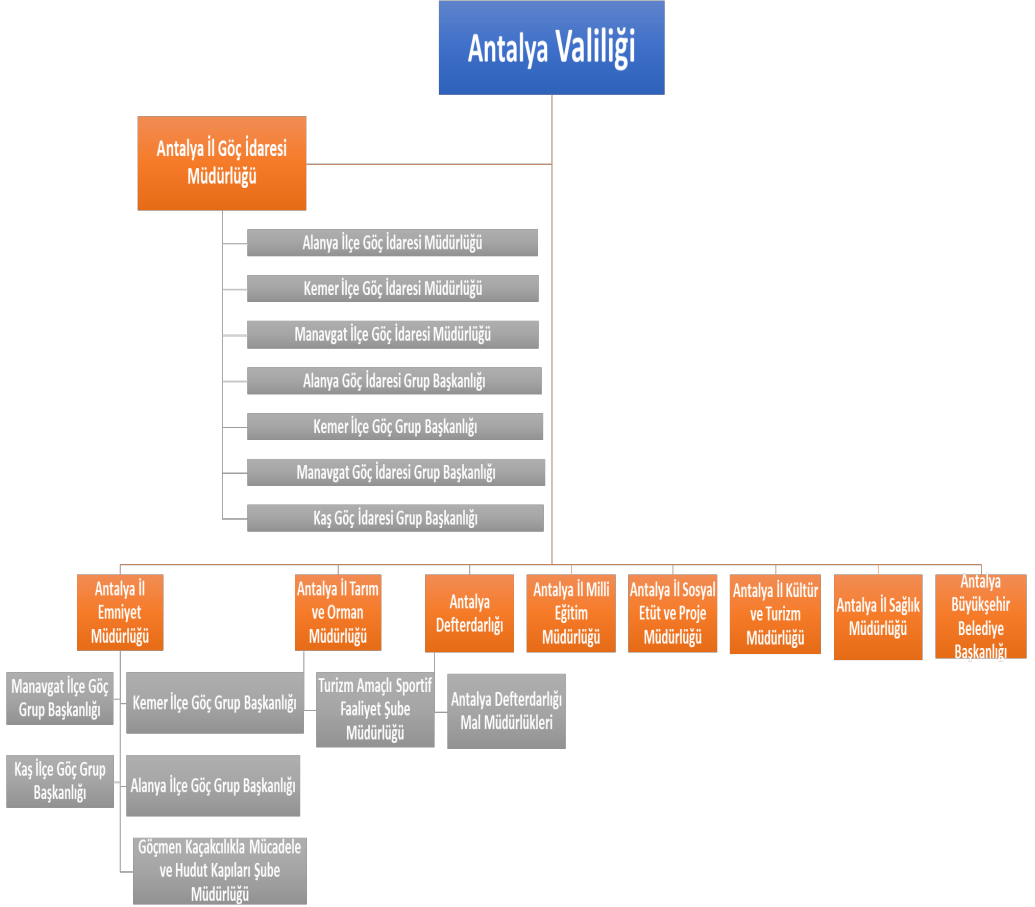 Antalya Valiliği
Antalya İl Göç İdaresi
Müdürlüğü
Alanya İlçe Göç İdaresi Müdürlüğü
Kemer İlçe Göç İdaresi Müdürlüğü
Manavgat İlçe Göç İdaresi Müdürlüğü
Alanya Göç İdaresi Grup Başkanlığı
Kemer İlçe Göç Grup Başkanlığı
Manavgat Göç İdaresi Grup Başkanlığı
Kaş Göç İdaresi Grup Başkanlığı
Antalya İl
Emniyet
Müdürlüğü
Antalya İl Tarım
ve Orman
Müdürlüğü
Antalya
Defterdarlığı
Antalya İl Milli
Eğitim
Müdürlüğü
Antalya İl Sosyal
Etüt ve Proje
Müdürlüğü
Antalya İl Kültür
ve Turizm
Müdürlüğü
Antalya İl Sağlık
Müdürlüğü
Antalya
Büyükşehir
Belediye
Başkanlığı
Manavgat İlçe Göç
Grup Başkanlığı
Kemer İlçe Göç Grup Başkanlığı
Turizm Amaçlı Sportif
Faaliyet Şube
Müdürlüğü
Antalya Defterdarlığı
Mal Müdürlükleri
Kaş İlçe Göç Grup
Başkanlığı
Alanya İlçe Göç Grup Başkanlığı
Göçmen Kaçakcılıkla Mücadele
ve Hudut Kapıları Şube
Müdürlüğü